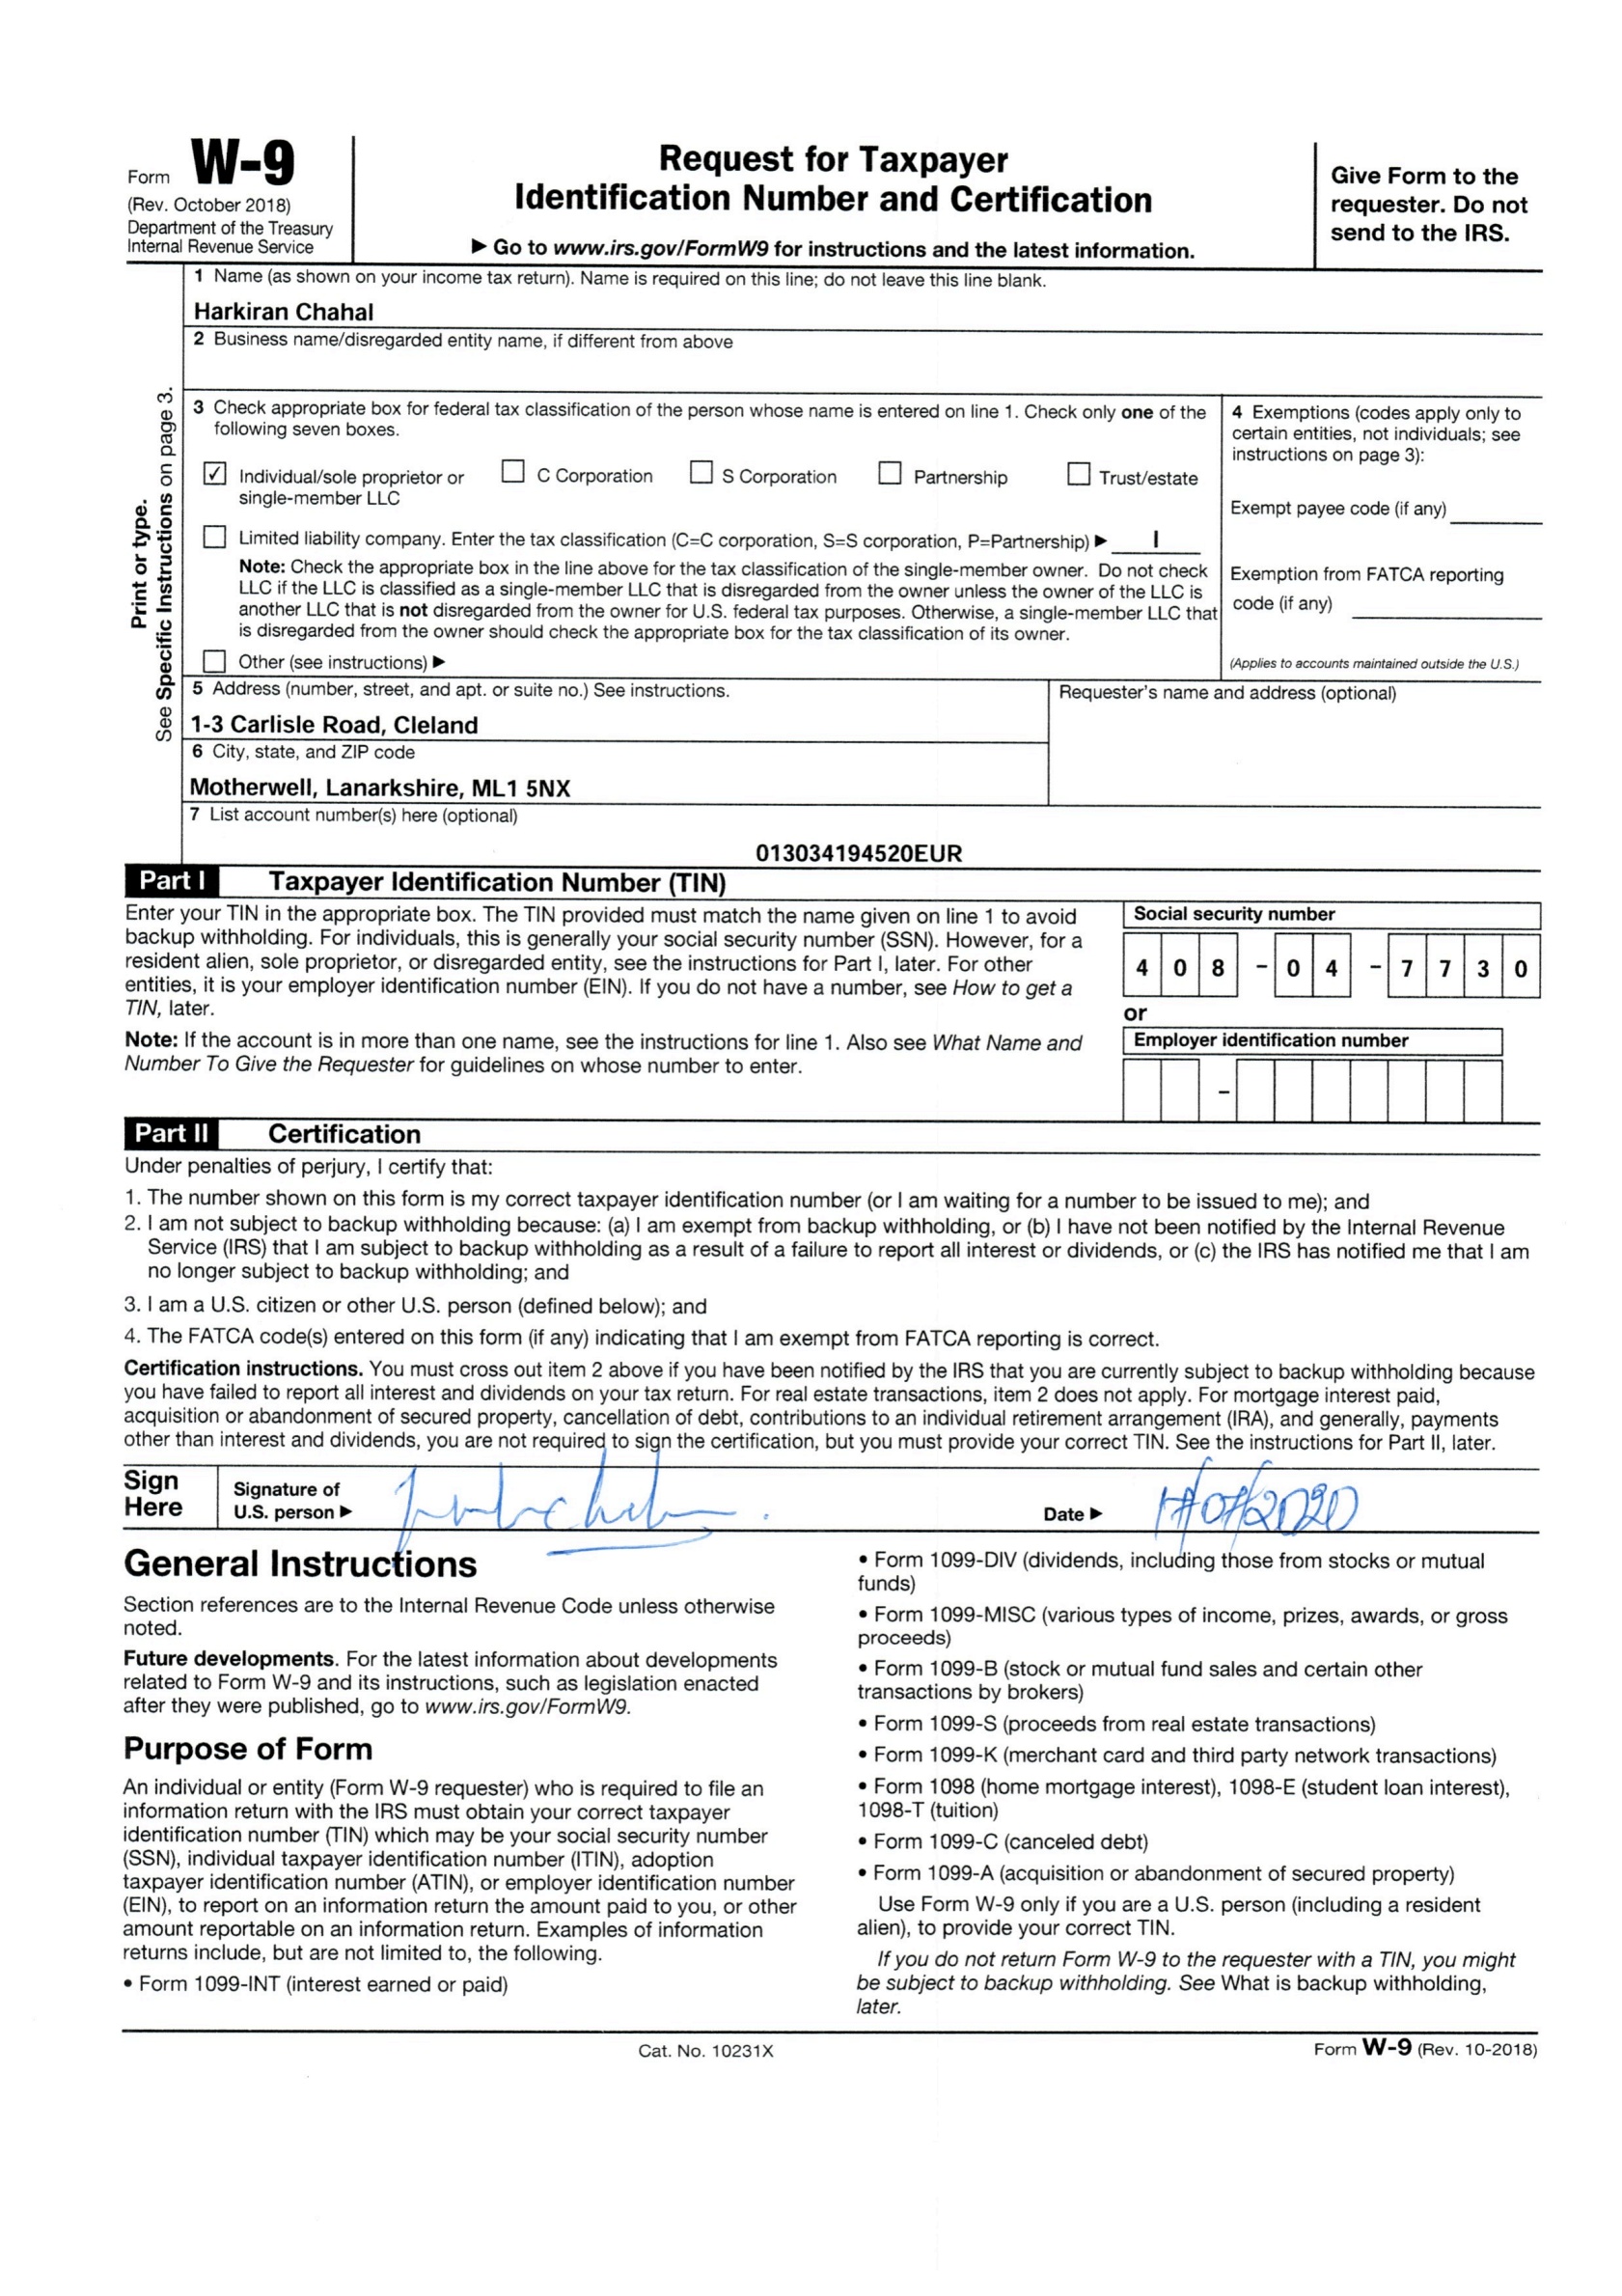 Form W-9
(Rev. October 2018)
Department of the Treasury
Internal Revenue Service
Request for Taxpayer
Identification Number and Certification
▶ Go to www.irs.gov/FormW9 for instructions and the latest information.
Give Form to the
requester. Do not
send to the IRS.
Print or type.
See Specific Instructions on page 3.
1 Name (as shown on your income tax return). Name is required on this line; do not leave this line blank.
Harkiran Chahal
2 Business name/disregarded entity name, if different from above
3 Check appropriate box for federal tax classification of the person whose name is entered on line 1. Check only one of the
following seven boxes.
✓ Individual/sole proprietor or
single-member LLC
C Corporation
S Corporation
Partnership
Trust/estate
Limited liability company. Enter the tax classification (C=C corporation, S=S corporation, P=Partnership) ▶ I
Note: Check the appropriate box in the line above for the tax classification of the single-member owner. Do not check
LLC if the LLC is classified as a single-member LLC that is disregarded from the owner unless the owner of the LLC is
another LLC that is not disregarded from the owner for U.S. federal tax purposes. Otherwise, a single-member LLC that
is disregarded from the owner should check the appropriate box for the tax classification of its owner.
Other (see instructions) ▶
4 Exemptions (codes apply only to
certain entities, not individuals; see
instructions on page 3):
Exempt payee code (if any)
Exemption from FATCA reporting
code (if any)
(Applies to accounts maintained outside the U.S.)
5 Address (number, street, and apt. or suite no.) See instructions.
1-3 Carlisle Road, Cleland
Requester's name and address (optional)
6 City, state, and ZIP code
Motherwell, Lanarkshire, ML1 5NX
7 List account number(s) here (optional)
013034194520EUR
Part I Taxpayer Identification Number (TIN)
Enter your TIN in the appropriate box. The TIN provided must match the name given on line 1 to avoid
backup withholding. For individuals, this is generally your social security number (SSN). However, for a
resident alien, sole proprietor, or disregarded entity, see the instructions for Part I, later. For other
entities, it is your employer identification number (EIN). If you do not have a number, see How to get a
TIN, later.
Note: If the account is in more than one name, see the instructions for line 1. Also see What Name and
Number To Give the Requester for guidelines on whose number to enter.
Social security number
4 0 8 - 0 4 - 7 7 3 0
or
Employer identification number
-
Part II Certification
Under penalties of perjury, I certify that:
1. The number shown on this form is my correct taxpayer identification number (or I am waiting for a number to be issued to me); and
2. I am not subject to backup withholding because: (a) I am exempt from backup withholding, or (b) I have not been notified by the Internal Revenue
Service (IRS) that I am subject to backup withholding as a result of a failure to report all interest or dividends, or (c) the IRS has notified me that I am
no longer subject to backup withholding; and
3. I am a U.S. citizen or other U.S. person (defined below); and
4. The FATCA code(s) entered on this form (if any) indicating that I am exempt from FATCA reporting is correct.
Certification instructions. You must cross out item 2 above if you have been notified by the IRS that you are currently subject to backup withholding because
you have failed to report all interest and dividends on your tax return. For real estate transactions, item 2 does not apply. For mortgage interest paid,
acquisition or abandonment of secured property, cancellation of debt, contributions to an individual retirement arrangement (IRA), and generally, payments
other than interest and dividends, you are not required to sign the certification, but you must provide your correct TIN. See the instructions for Part II, later.
Sign
Here
Signature of
U.S. person ▶
Date ▶
General Instructions
Section references are to the Internal Revenue Code unless otherwise
noted.
Future developments. For the latest information about developments
related to Form W-9 and its instructions, such as legislation enacted
after they were published, go to www.irs.gov/FormW9.
Purpose of Form
An individual or entity (Form W-9 requester) who is required to file an
information return with the IRS must obtain your correct taxpayer
identification number (TIN) which may be your social security number
(SSN), individual taxpayer identification number (ITIN), adoption
taxpayer identification number (ATIN), or employer identification number
(EIN), to report on an information return the amount paid to you, or other
amount reportable on an information return. Examples of information
returns include, but are not limited to, the following.
• Form 1099-INT (interest earned or paid)
• Form 1099-DIV (dividends, including those from stocks or mutual
funds)
• Form 1099-MISC (various types of income, prizes, awards, or gross
proceeds)
• Form 1099-B (stock or mutual fund sales and certain other
transactions by brokers)
• Form 1099-S (proceeds from real estate transactions)
• Form 1099-K (merchant card and third party network transactions)
• Form 1098 (home mortgage interest), 1098-E (student loan interest),
1098-T (tuition)
• Form 1099-C (canceled debt)
• Form 1099-A (acquisition or abandonment of secured property)
Use Form W-9 only if you are a U.S. person (including a resident
alien), to provide your correct TIN.
If you do not return Form W-9 to the requester with a TIN, you might
be subject to backup withholding. See What is backup withholding,
later.
Cat. No. 10231X
Form W-9 (Rev. 10-2018)